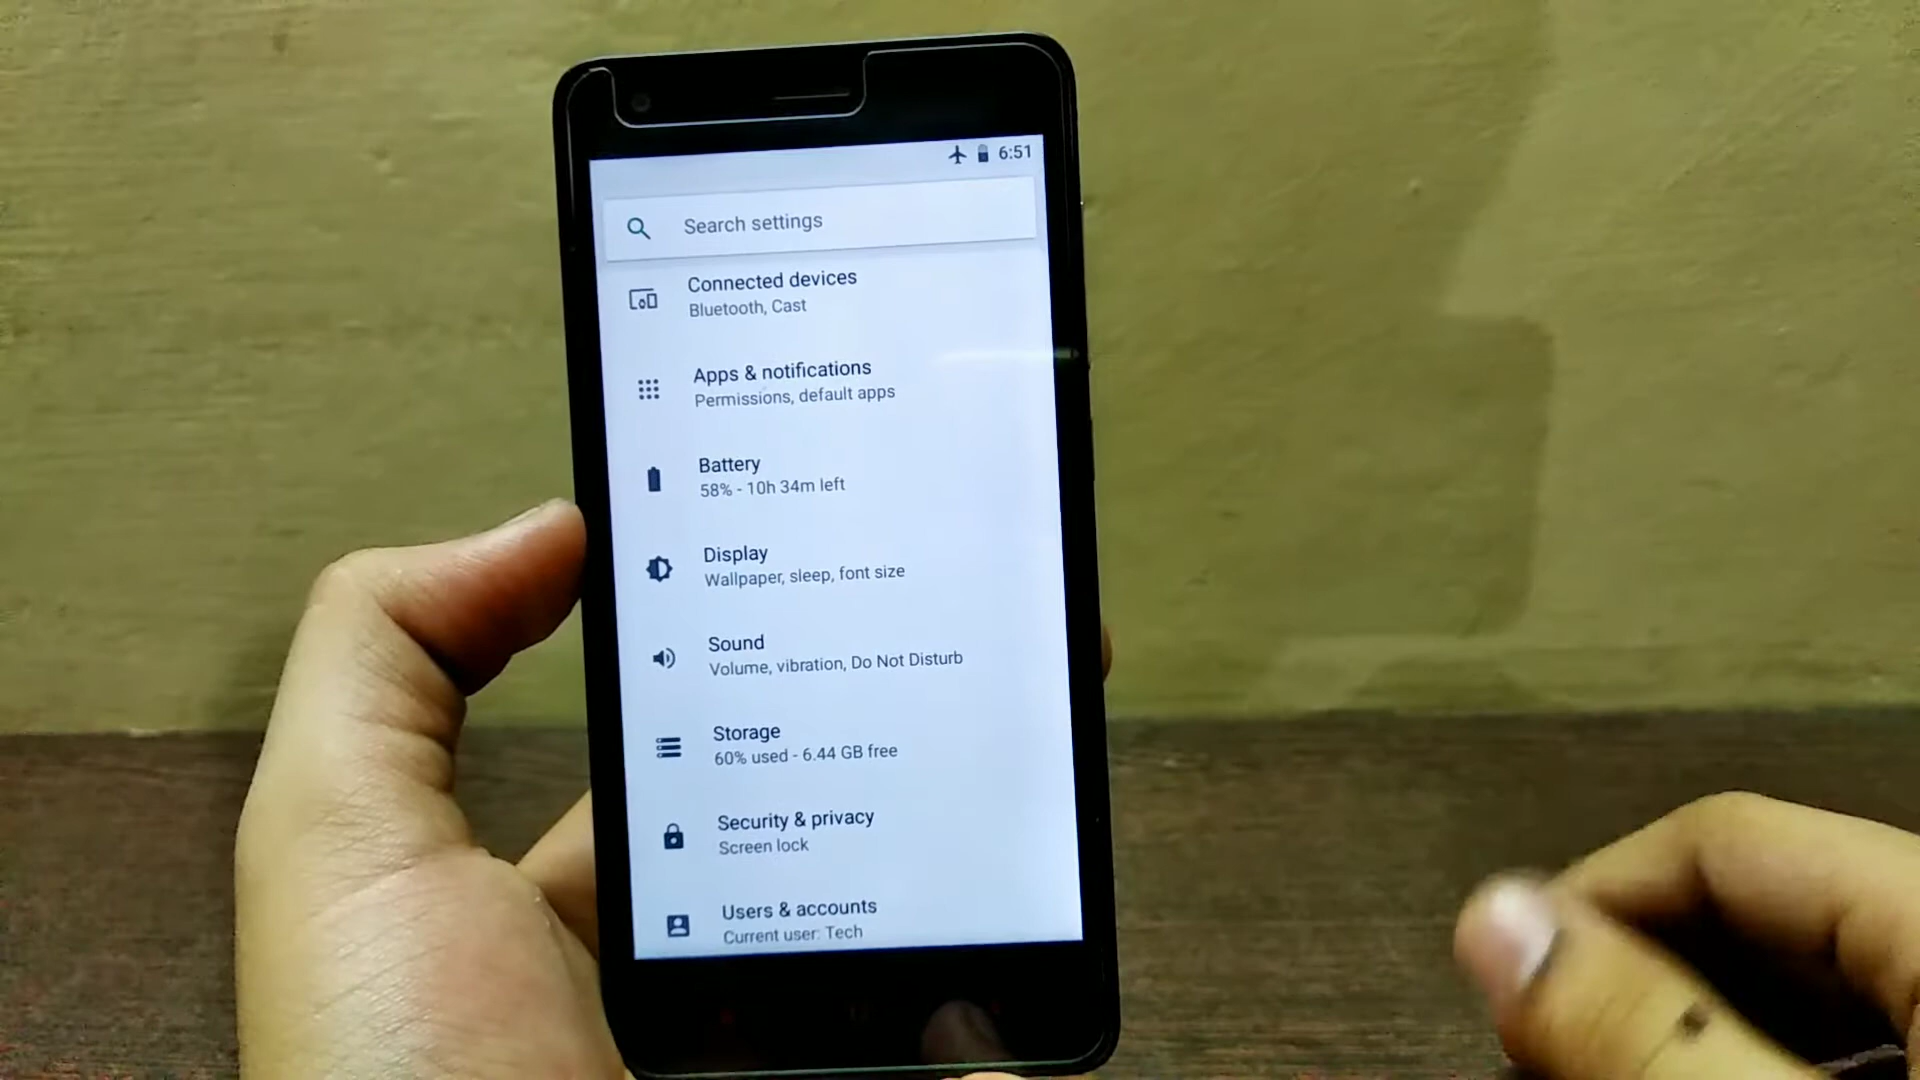 6:51
Search settings
Connected devices
Bluetooth, Cast
Apps & notifications
Permissions, default apps
Battery
58% - 10h 34m left
Display
Wallpaper, sleep, font size
Sound
Volume, vibration, Do Not Disturb
Storage
60% used - 6.44 GB free
Security & privacy
Screen lock
Users & accounts
Current user: Tech